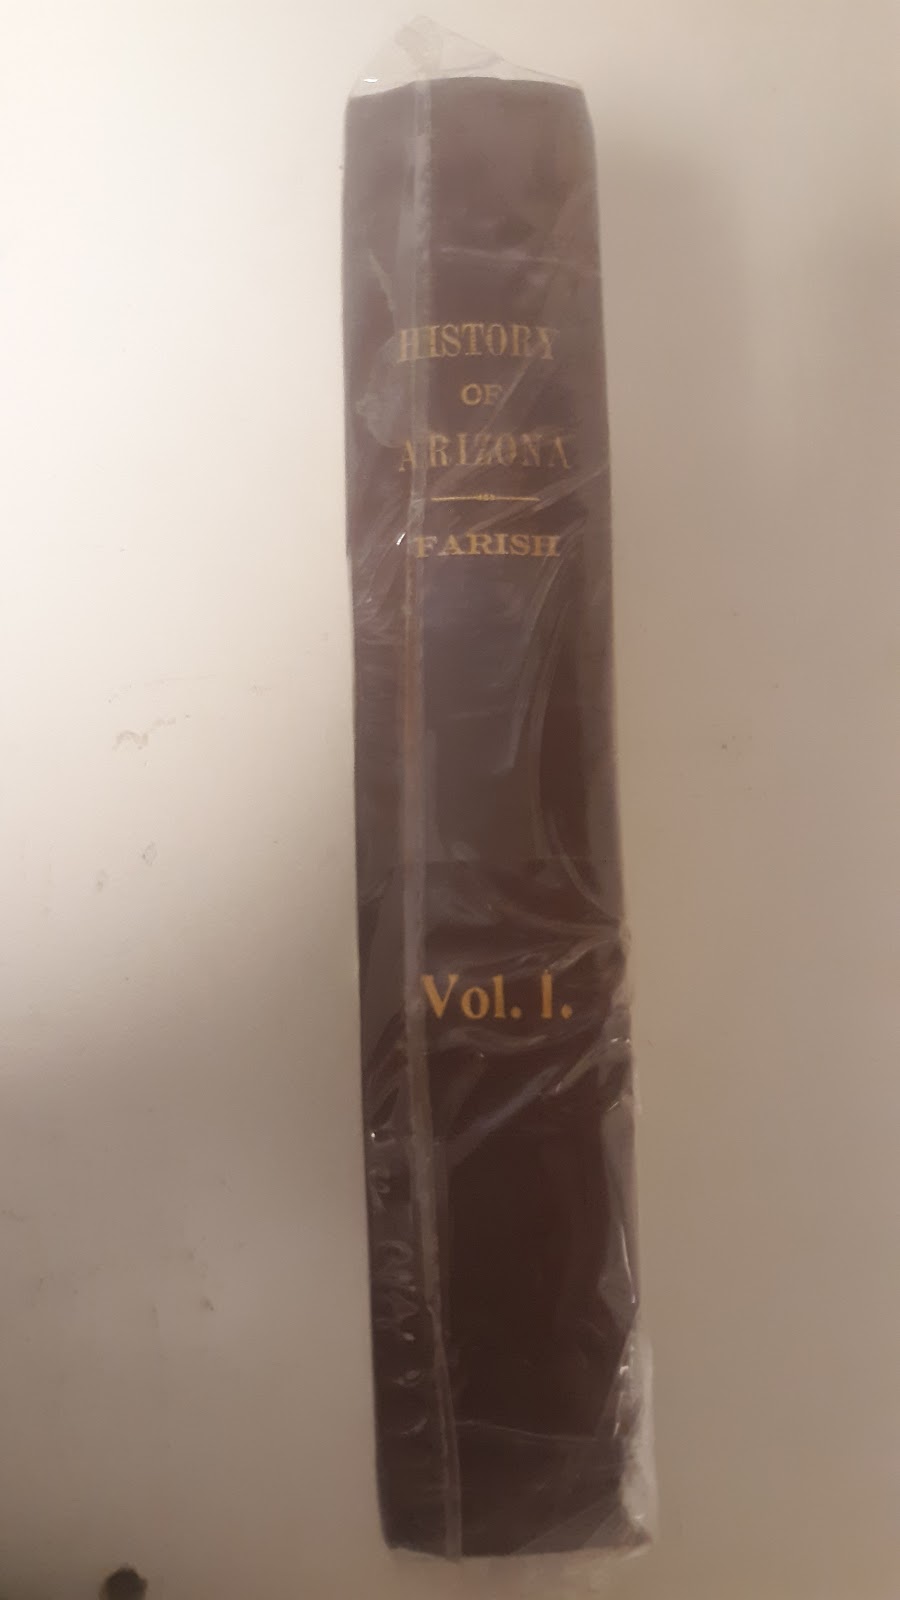 HISTORY
OF
ARIZONA
FARISH
Vol. I.